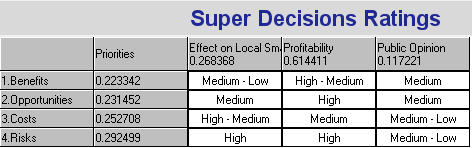 Super Decisions Ratings
Priorities Effect on Local Sma Profitability Public Opinion
0.268368 0.614411 0.117221
1.Benefits 0.223342 Medium - Low High - Medium Medium
2.Opportunities 0.231452 Medium High Medium
3.Costs 0.252708 High - Medium Medium Medium - Low
4.Risks 0.292499 High High Medium - Low